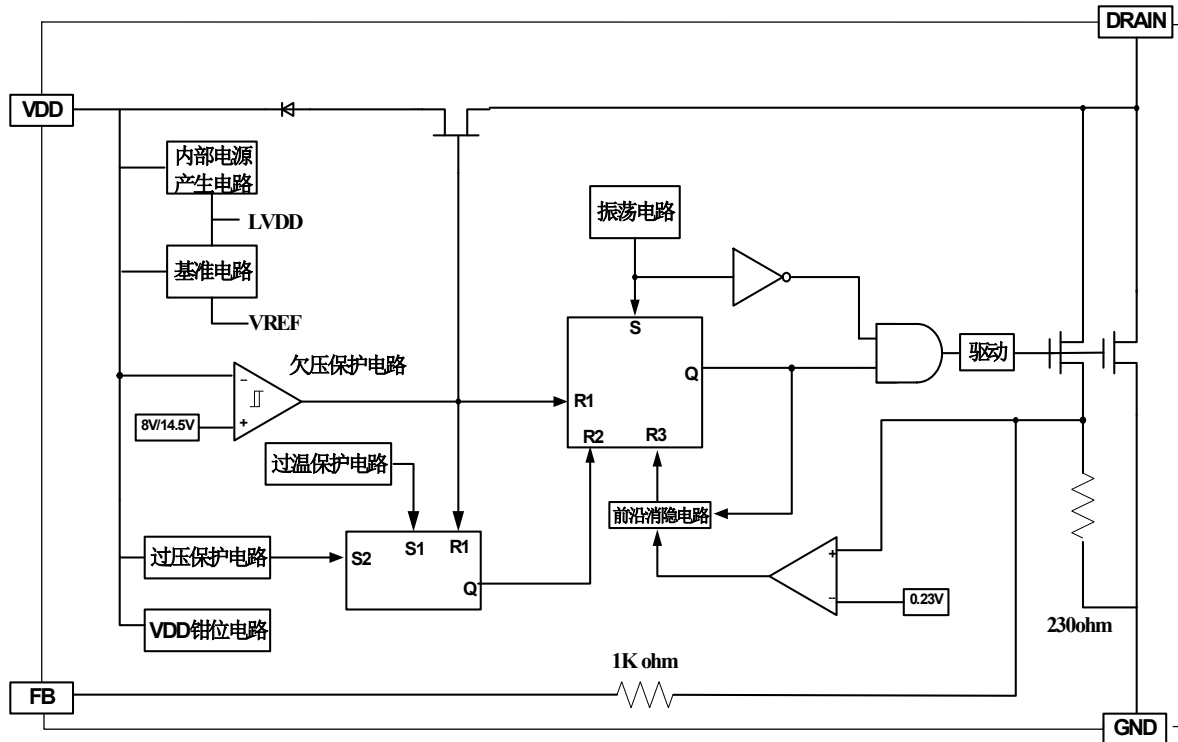 DRAIN
VDD
内部电源
产生电路
LVDD
振荡电路
基准电路
VREF
S
欠压保护电路
驱动
Q
R1
8V/14.5V
R2
R3
过温保护电路
前沿消隐电路
过压保护电路
S2
S1
R1
Q
0.23V
VDD钳位电路
230ohm
1K ohm
FB
GND